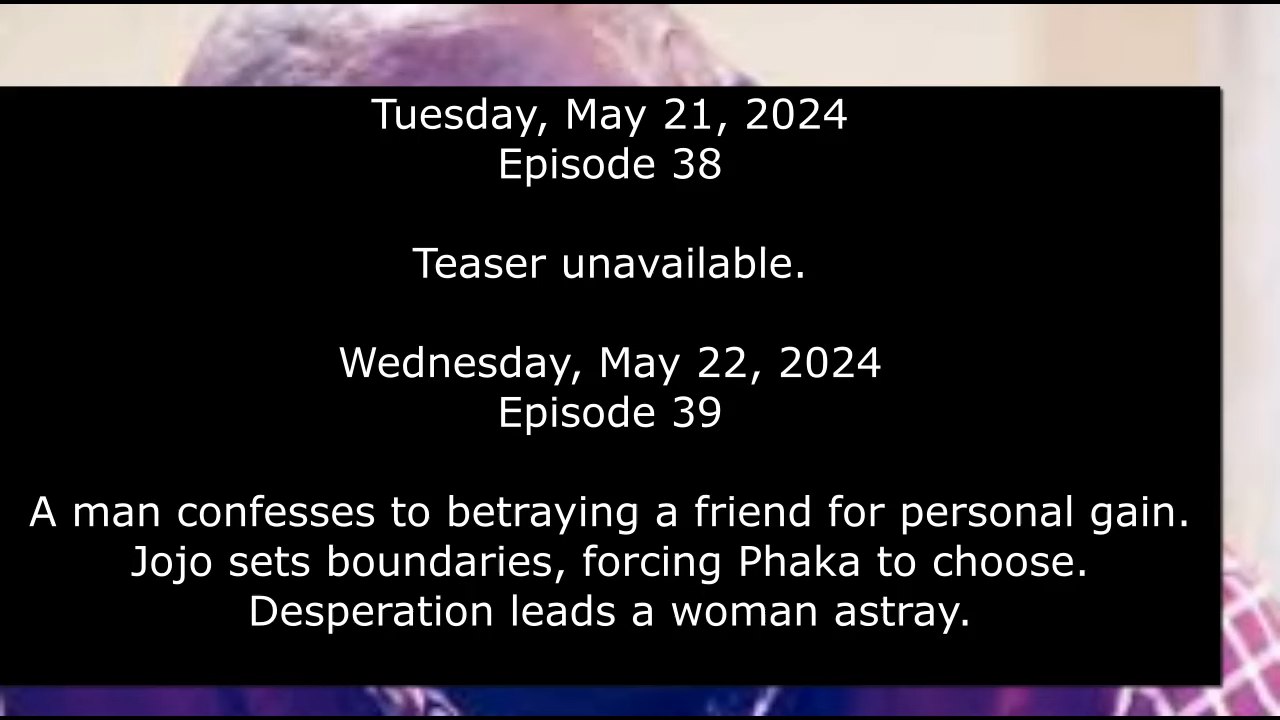 Tuesday, May 21, 2024
Episode 38
Teaser unavailable.
Wednesday, May 22, 2024
Episode 39
A man confesses to betraying a friend for personal gain.
Jojo sets boundaries, forcing Phaka to choose.
Desperation leads a woman astray.